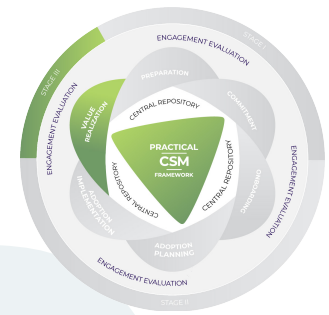 STAGE I
ENGAGEMENT EVALUATION
PREPARATION
COMMITMENT
CENTRAL REPOSITORY
STAGE III
ENGAGEMENT EVALUATION
VALUE
REALIZATION
PRACTICAL
CSM
FRAMEWORK
CENTRAL REPOSITORY
ONBOARDING
ENGAGEMENT EVALUATION
CENTRAL REPOSITORY
ADOPTION
IMPLEMENTATION
ADOPTION
PLANNING
ENGAGEMENT EVALUATION
STAGE II